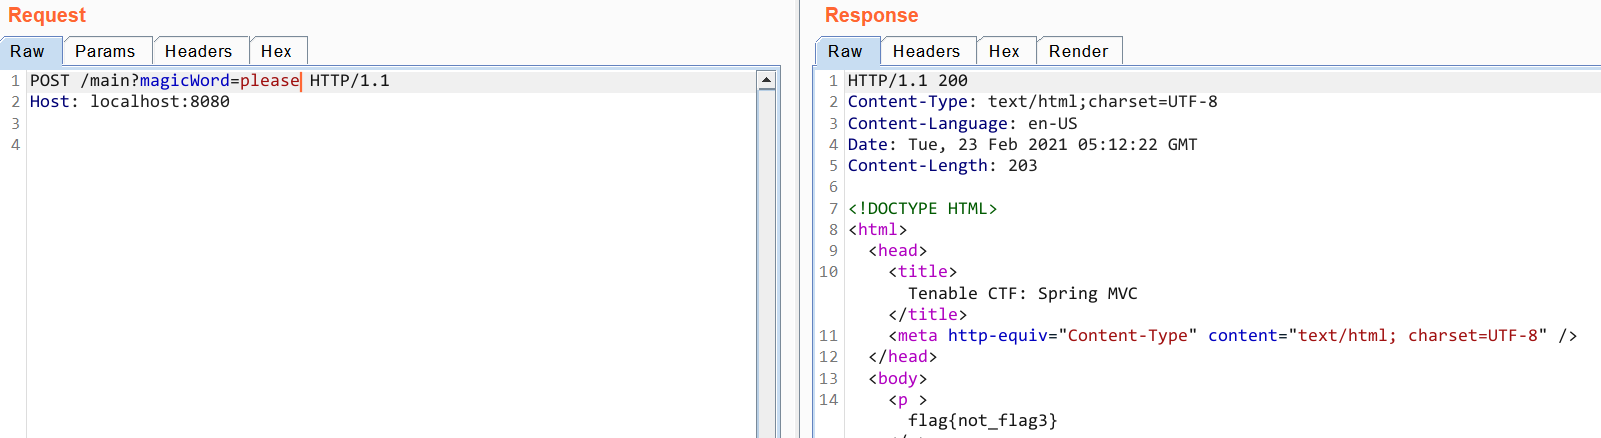 Request
Raw Params Headers Hex
1 POST /main?magicWord=please HTTP/1.1
2 Host: localhost:8080
3
4
Response
Raw Headers Hex Render
1 HTTP/1.1 200
2 Content-Type: text/html;charset=UTF-8
3 Content-Language: en-US
4 Date: Tue, 23 Feb 2021 05:12:22 GMT
5 Content-Length: 203
6
7 <!DOCTYPE HTML>
8 <html>
9 <head>
10 <title>
Tenable CTF: Spring MVC
</title>
11 <meta http-equiv="Content-Type" content="text/html; charset=UTF-8" />
12 </head>
13 <body>
14 <p >
flag{not_flag3}